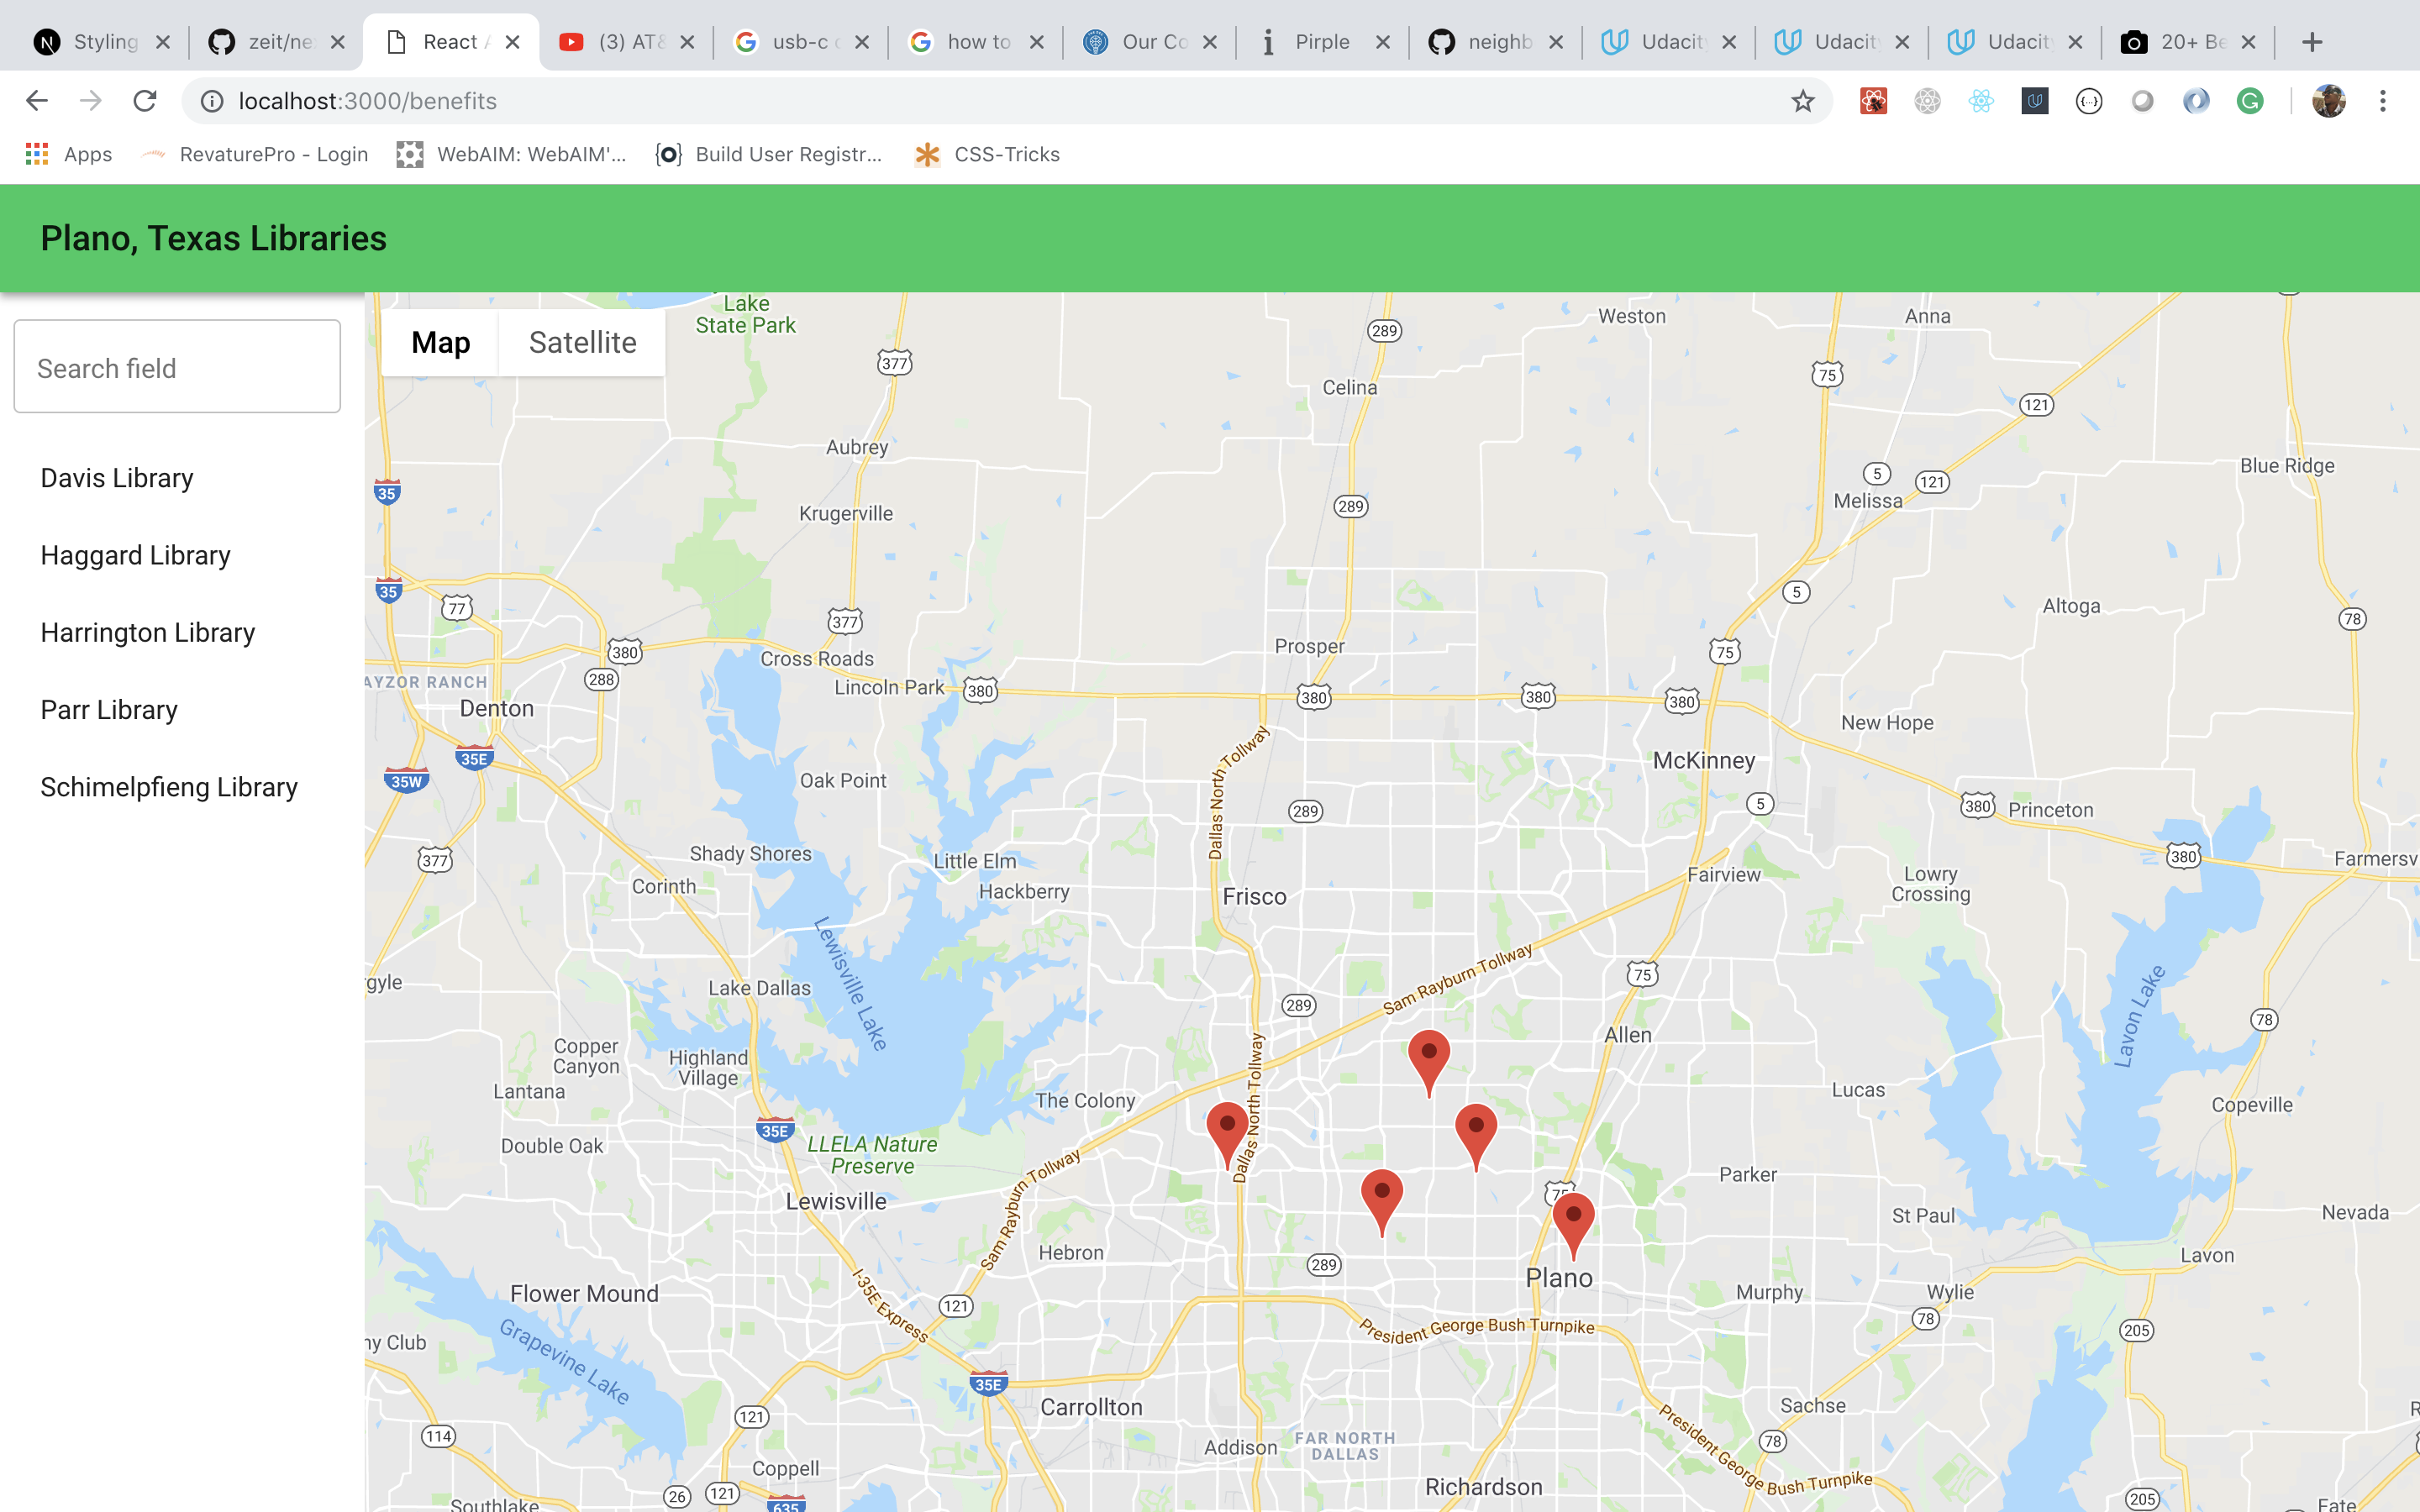 Styling
zeit/ne
React A
(3) AT&
usb-c c
how to
Our Co
Pirple
neighb
Udacit
Udacity
Udacity
20+ Be
localhost:3000/benefits
Apps
RevaturePro - Login
WebAIM: WebAIM'...
Build User Registr...
CSS-Tricks
Plano, Texas Libraries
Search field
Davis Library
Haggard Library
Harrington Library
Parr Library
Schimelpfieng Library
Map
Satellite
Lake
State Park
289
Weston
Anna
377
75
Celina
121
Aubrey
5
Blue Ridge
121
35
Melissa
289
Krugerville
35
5
77
Altoga
377
78
Prosper
380
75
Cross Roads
288
AYZOR RANCH
Lincoln Park
380
380
380
380
Denton
New Hope
Dallas North Tollway
35E
McKinney
35W
Oak Point
5
380
Princeton
289
Shady Shores
377
Little Elm
380
Farmersv
Corinth
Hackberry
Fairview
Lowry
Crossing
Frisco
Lewisville Lake
Sam Rayburn Tollway
75
rgyle
Lake Dallas
289
Lavon Lake
78
Allen
Copper
Canyon
Highland
Village
Lantana
The Colony
Lucas
Copeville
Dallas North Tollway
35E
LLELA Nature
Preserve
Double Oak
Sam Rayburn Tollway
Parker
75
Lewisville
St Paul
Nevada
Hebron
289
Lavon
Plano
Flower Mound
I-35E Express
121
Murphy
Wylie
78
President George Bush Turnpike
205
ny Club
Grapevine Lake
35E
Carrollton
Sachse
121
114
Addison
FAR NORTH
DALLAS
78
President George Bush Turnpike
Coppell
Richardson
26
121
635
Southlake
205
Fate